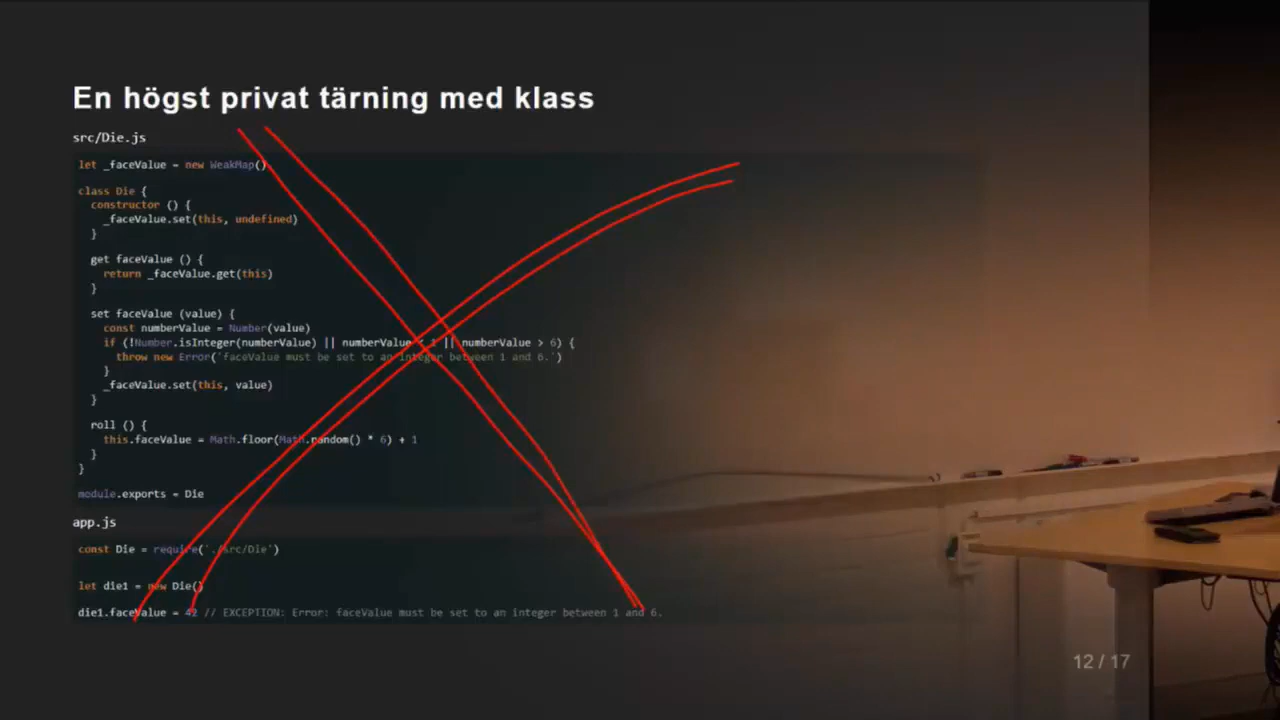 En högst privat tärning med klass
src/Die.js
let _faceValue = new WeakMap()
class Die {
constructor () {
_faceValue.set(this, undefined)
}
get faceValue () {
return _faceValue.get(this)
}
set faceValue (value) {
const numberValue = Number(value)
if (!Number.isInteger(numberValue) || numberValue < 1 || numberValue > 6) {
throw new Error('faceValue must be set to an integer between 1 and 6.')
}
_faceValue.set(this, value)
}
roll () {
this.faceValue = Math.floor(Math.random() * 6) + 1
}
}
module.exports = Die
app.js
const Die = require('./src/Die')
let die1 = new Die()
die1.faceValue = 42 // EXCEPTION: Error: faceValue must be set to an integer between 1 and 6.
12 / 17